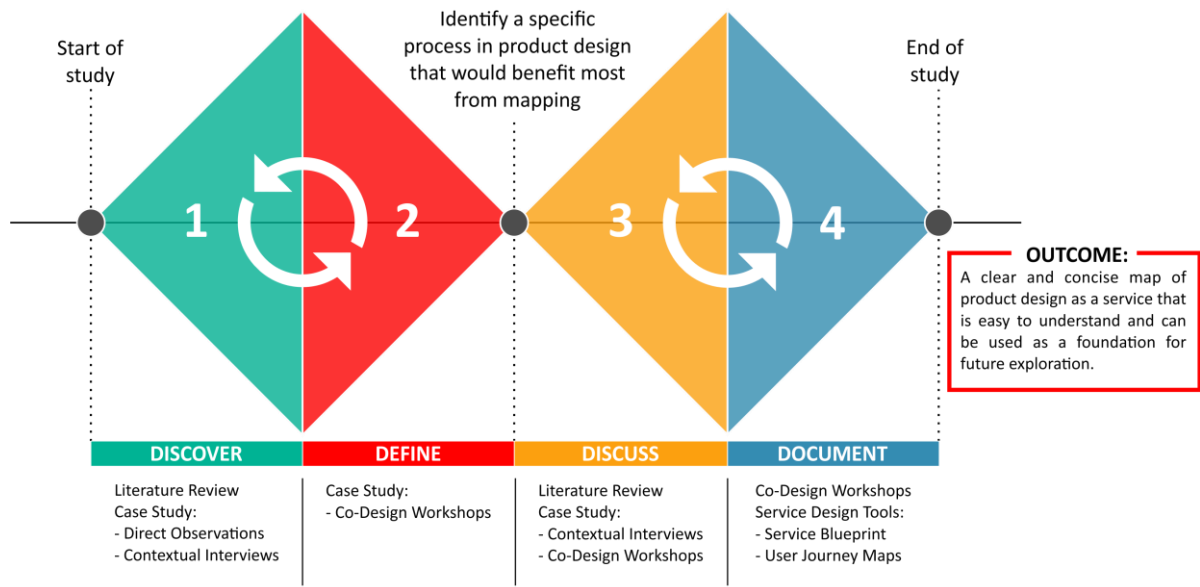 Start of
study
Identify a specific
process in product design
that would benefit most
from mapping
End of
study
1
2
3
4
OUTCOME:
A clear and concise map of
product design as a service that
is easy to understand and can
be used as a foundation for
future exploration.
DISCOVER
DEFINE
DISCUSS
DOCUMENT
Literature Review
Case Study:
- Direct Observations
- Contextual Interviews
Case Study:
- Co-Design Workshops
Literature Review
Case Study:
- Contextual Interviews
- Co-Design Workshops
Co-Design Workshops
Service Design Tools:
- Service Blueprint
- User Journey Maps